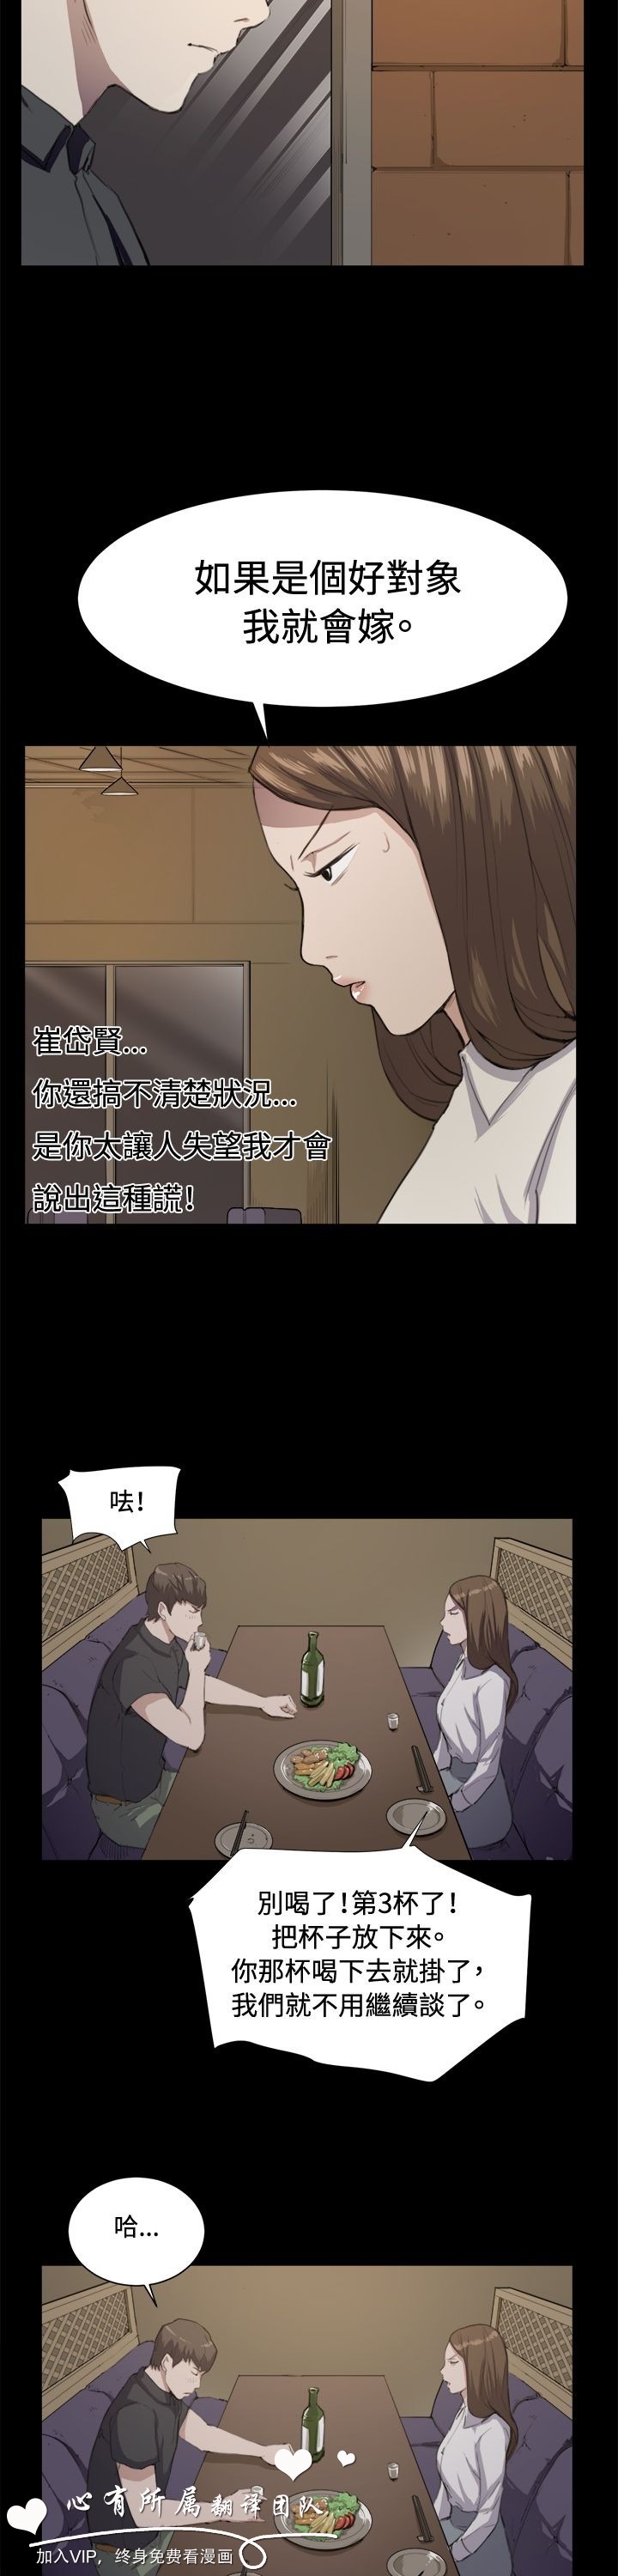 如果是個好對象
我就會嫁。
崔岱賢...
你還搞不清楚狀況...
是你太讓人失望我才會
說出這種謊！
呿！
別喝了！第3杯了！
把杯子放下來。
你那杯喝下去就掛了，
我們就不用繼續談了。
哈...
心有所属翻译团队
加入VIP，终身免费看漫画